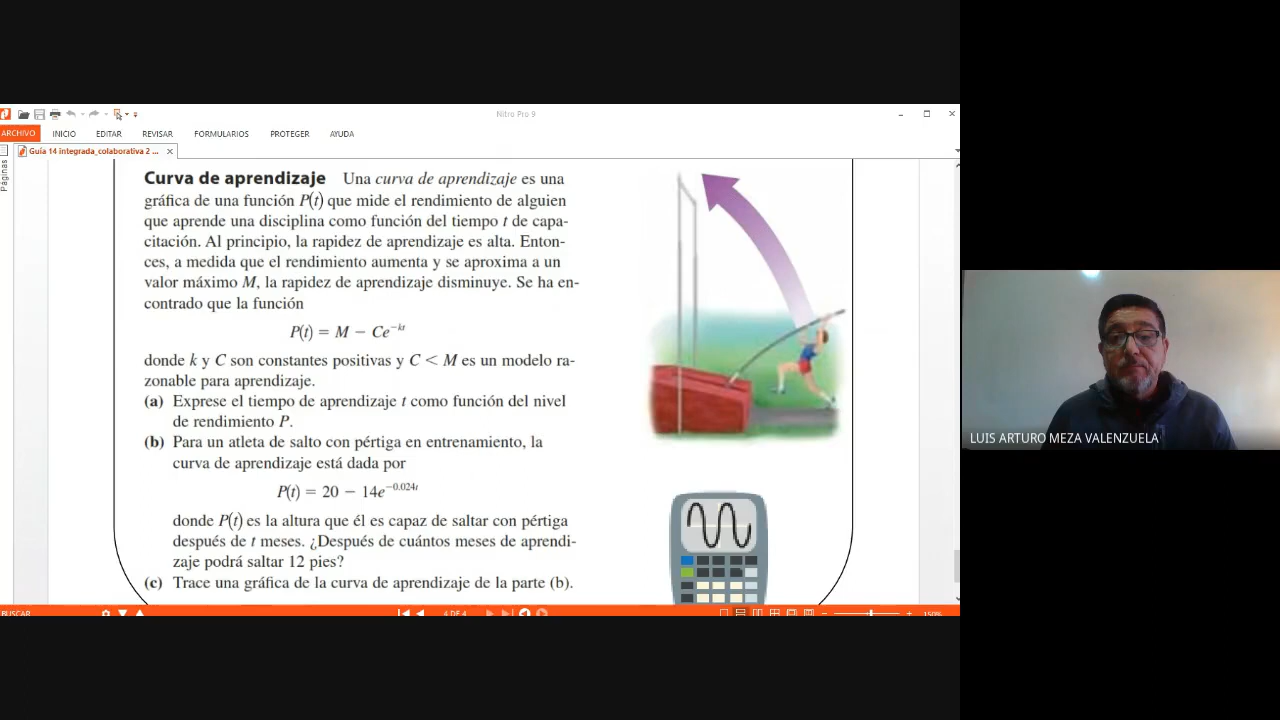 Nitro Pro 9
ARCHIVO INICIO EDITAR REVISAR FORMULARIOS PROTEGER AYUDA
Guía 14 integrada_colaborativa 2 ...
Páginas
Curva de aprendizaje Una curva de aprendizaje es una
gráfica de una función P(t) que mide el rendimiento de alguien
que aprende una disciplina como función del tiempo t de capa-
citación. Al principio, la rapidez de aprendizaje es alta. Enton-
ces, a medida que el rendimiento aumenta y se aproxima a un
valor máximo M, la rapidez de aprendizaje disminuye. Se ha en-
contrado que la función
P(t) = M − Ce^{−kt}
donde k y C son constantes positivas y C < M es un modelo ra-
zonable para aprendizaje.
(a) Exprese el tiempo de aprendizaje t como función del nivel
de rendimiento P.
(b) Para un atleta de salto con pértiga en entrenamiento, la
curva de aprendizaje está dada por
P(t) = 20 − 14e^{−0.024t}
donde P(t) es la altura que él es capaz de saltar con pértiga
después de t meses. ¿Después de cuántos meses de aprendi-
zaje podrá saltar 12 pies?
(c) Trace una gráfica de la curva de aprendizaje de la parte (b).
BUSCAR
4 DE 4
150%
LUIS ARTURO MEZA VALENZUELA